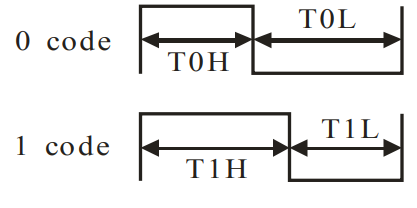 T0L
0 code
T0H
T1L
1 code
T1H